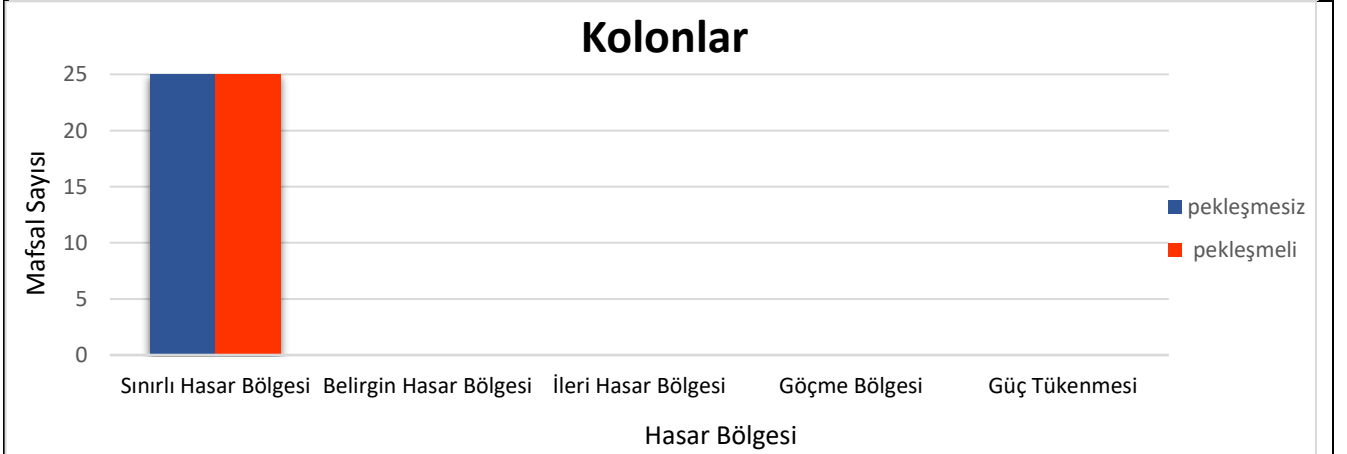 Kolonlar
25
20
15
10
5
0
Mafsal Sayısı
Sınırlı Hasar Bölgesi Belirgin Hasar Bölgesi İleri Hasar Bölgesi Göçme Bölgesi Güç Tükenmesi
Hasar Bölgesi
pekleşmesiz
pekleşmeli